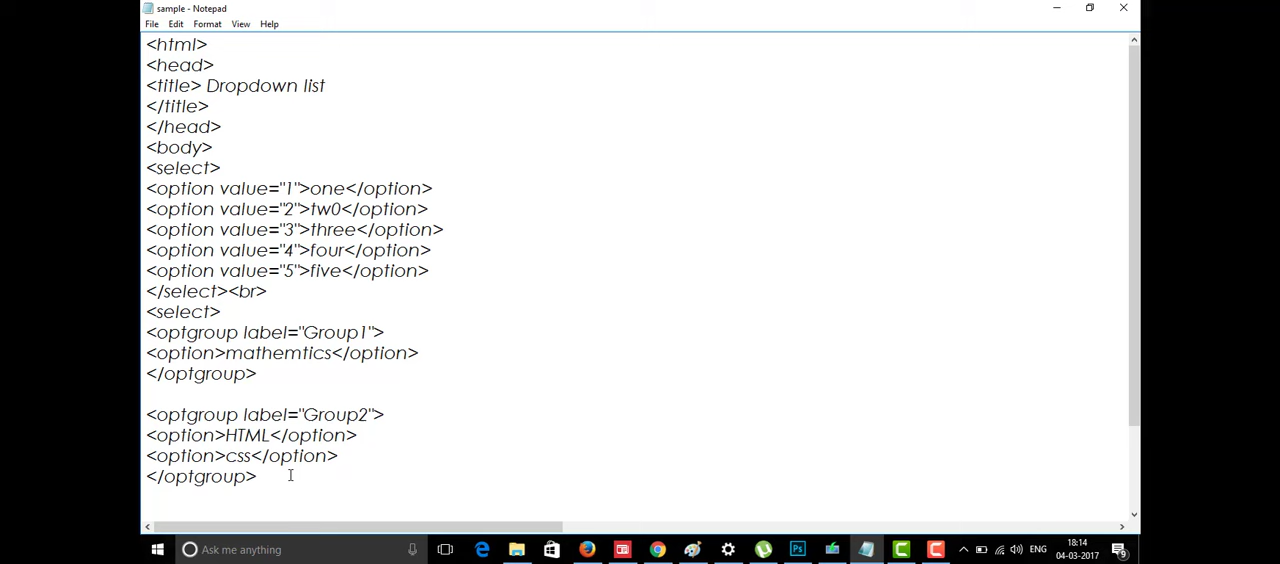 sample - Notepad
File Edit Format View Help
<html>
<head>
<title> Dropdown list
</title>
</head>
<body>
<select>
<option value="1">one</option>
<option value="2">tw0</option>
<option value="3">three</option>
<option value="4">four</option>
<option value="5">five</option>
</select><br>
<select>
<optgroup label="Group1">
<option>mathemtics</option>
</optgroup>
<optgroup label="Group2">
<option>HTML</option>
<option>css</option>
</optgroup>
Ask me anything
Ps
ENG
18:14
04-03-2017
9